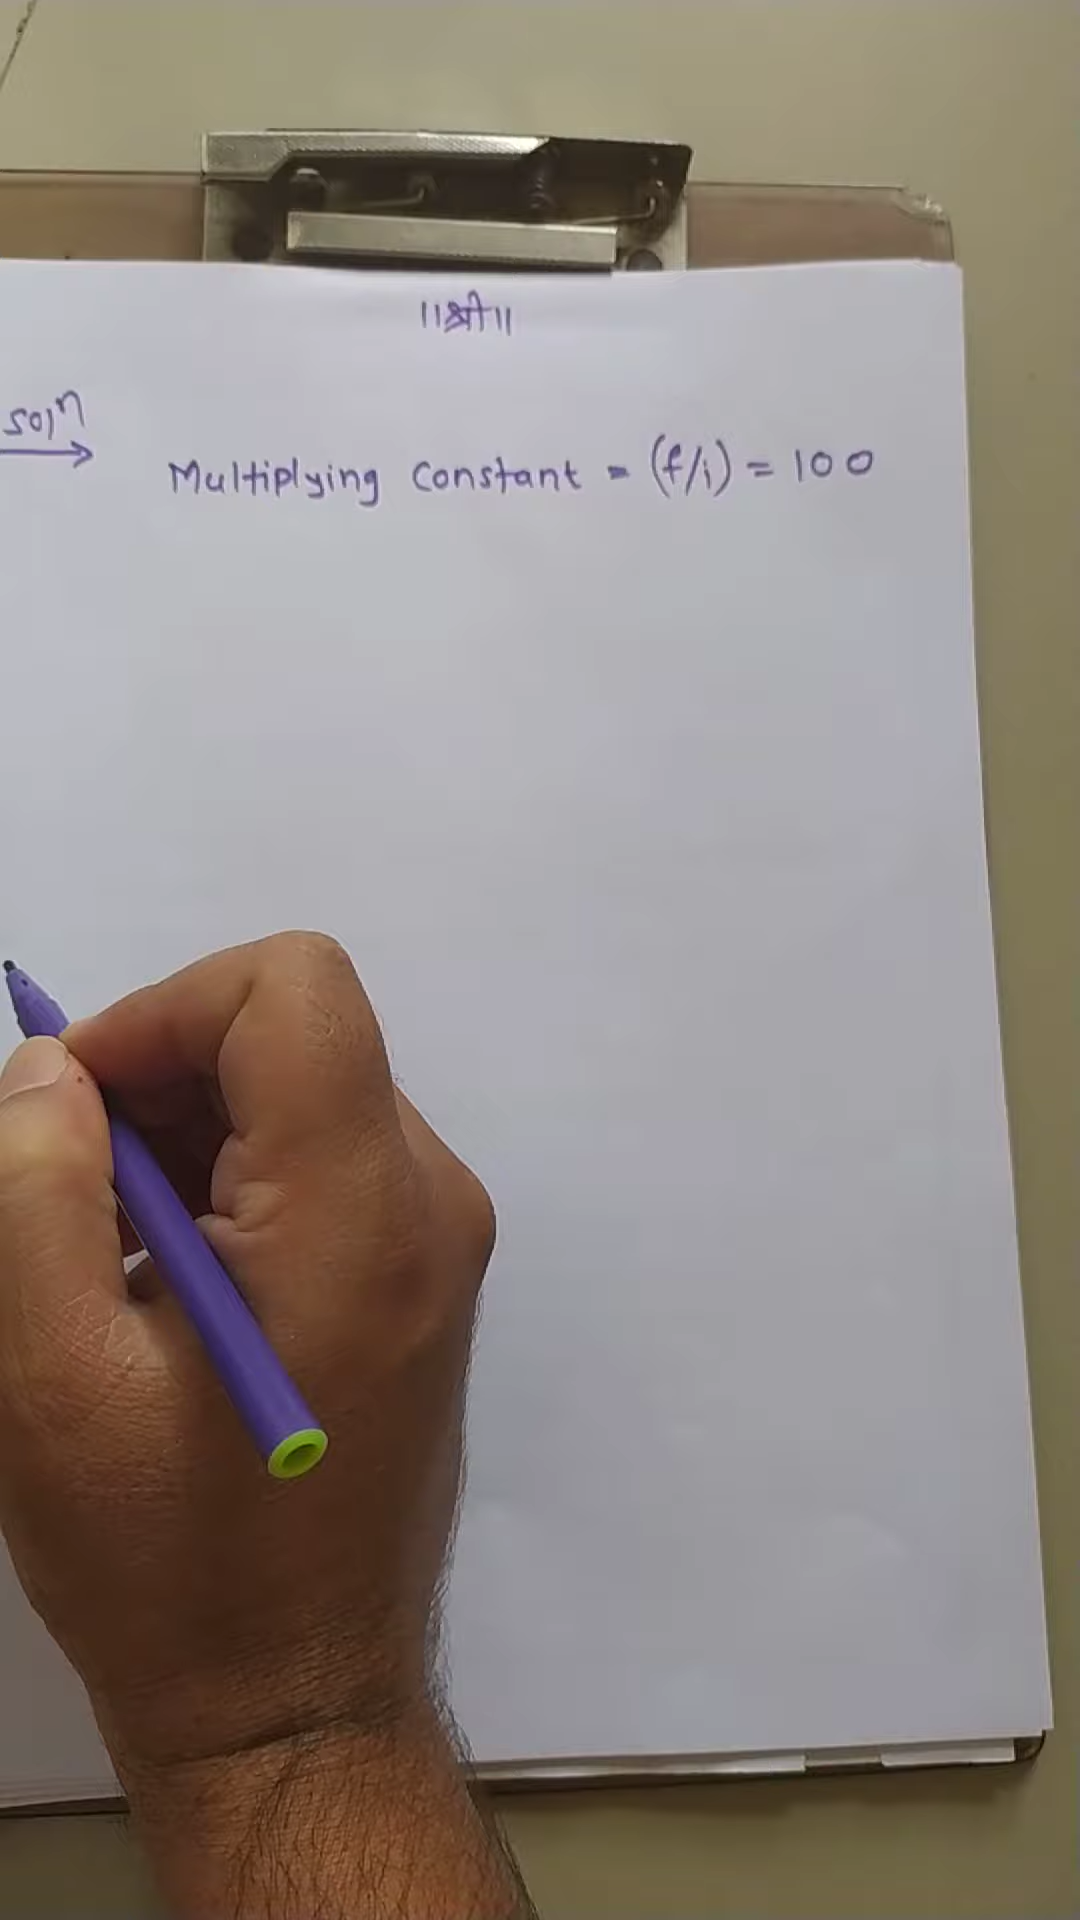 ॥श्री॥
Solⁿ
Multiplying Constant = (f/i) = 100